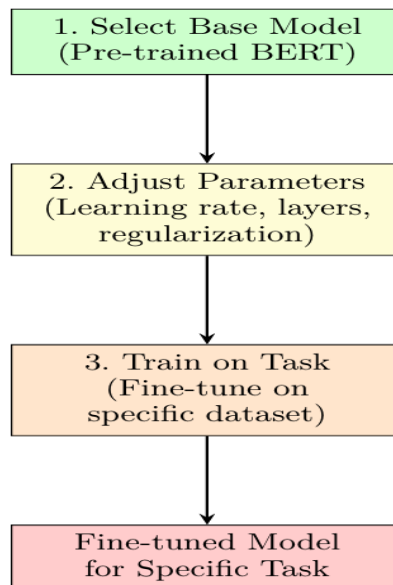 1. Select Base Model
(Pre-trained BERT)
2. Adjust Parameters
(Learning rate, layers,
regularization)
3. Train on Task
(Fine-tune on
specific dataset)
Fine-tuned Model
for Specific Task